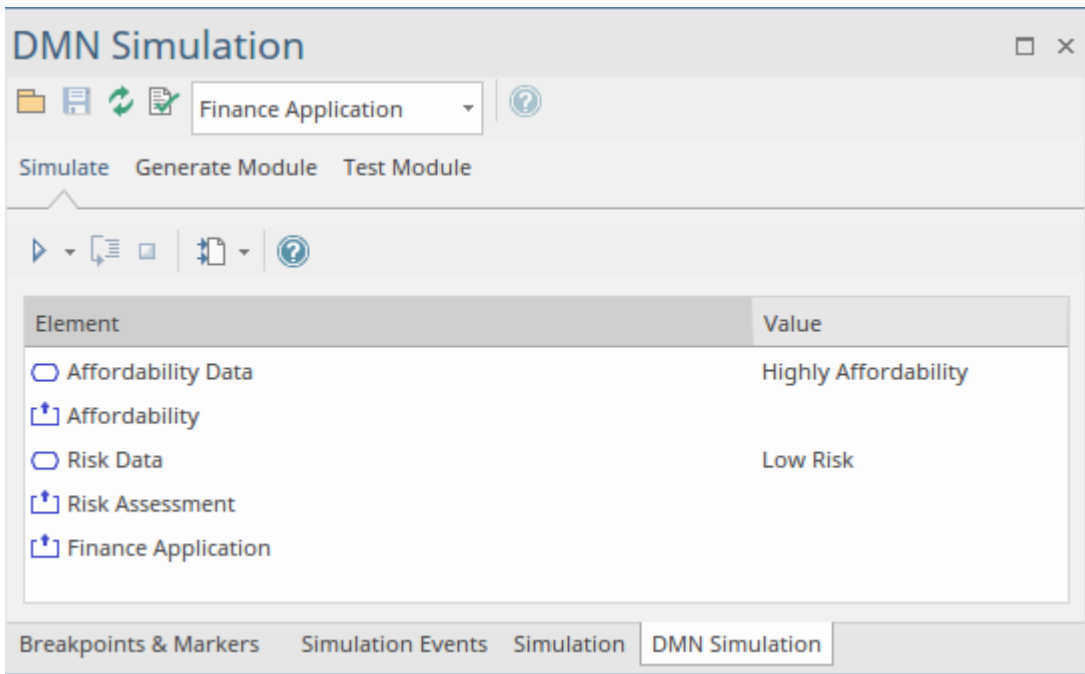 DMN Simulation
Finance Application
Simulate Generate Module Test Module
Element Value
Affordability Data Highly Affordability
Affordability
Risk Data Low Risk
Risk Assessment
Finance Application
Breakpoints & Markers Simulation Events Simulation DMN Simulation